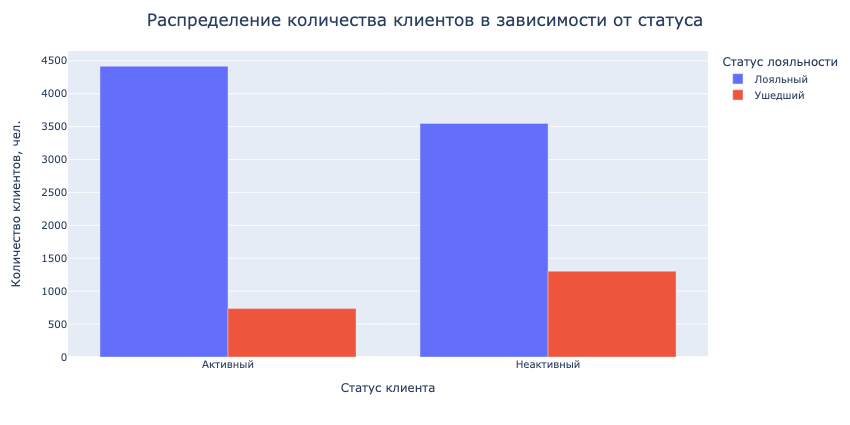 Распределение количества клиентов в зависимости от статуса
Количество клиентов, чел.
4500
4000
3500
3000
2500
2000
1500
1000
500
0
Активный
Неактивный
Статус клиента
Статус лояльности
Лояльный
Ушедший